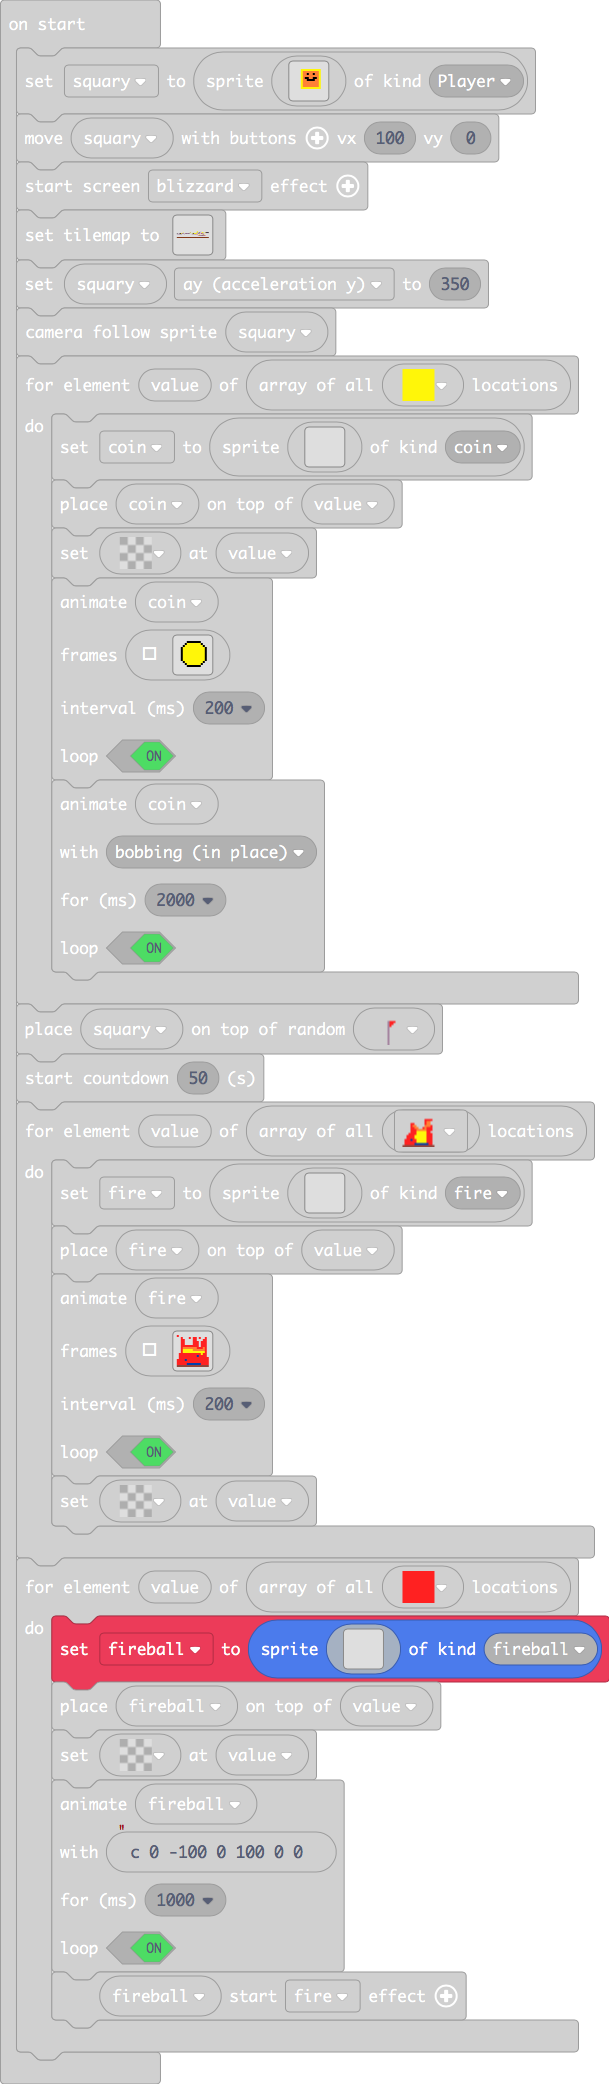 on start
set squary to sprite of kind Player
move squary with buttons vx 100 vy 0
start screen blizzard effect
set tilemap to
set squary ay (acceleration y) to 350
camera follow sprite squary
for element value of array of all locations
do
set coin to sprite of kind coin
place coin on top of value
set at value
animate coin
frames
interval (ms) 200
loop ON
animate coin
with bobbing (in place)
for (ms) 2000
loop ON
place squary on top of random
start countdown 50 (s)
for element value of array of all locations
do
set fire to sprite of kind fire
place fire on top of value
animate fire
frames
interval (ms) 200
loop ON
set at value
for element value of array of all locations
do
set fireball to sprite of kind fireball
place fireball on top of value
set at value
animate fireball
with " c 0 -100 0 100 0 0
for (ms) 1000
loop ON
fireball start fire effect